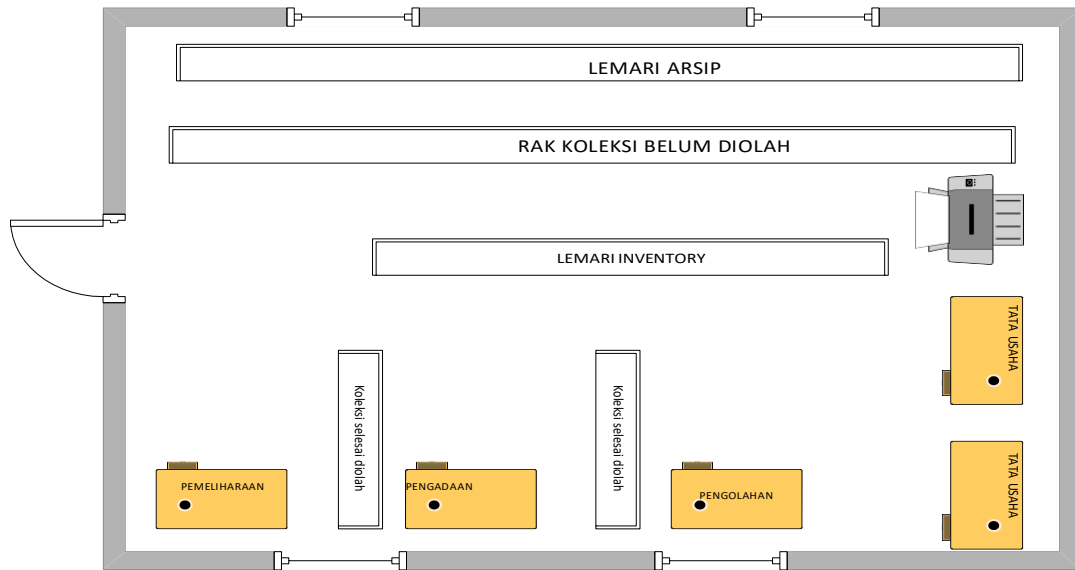 LEMARI ARSIP
RAK KOLEKSI BELUM DIOLAH
LEMARI INVENTORY
TATA USAHA
Koleksi selesai diolah
Koleksi selesai diolah
PEMELIHARAAN
PENGADAAN
PENGOLAHAN
TATA USAHA